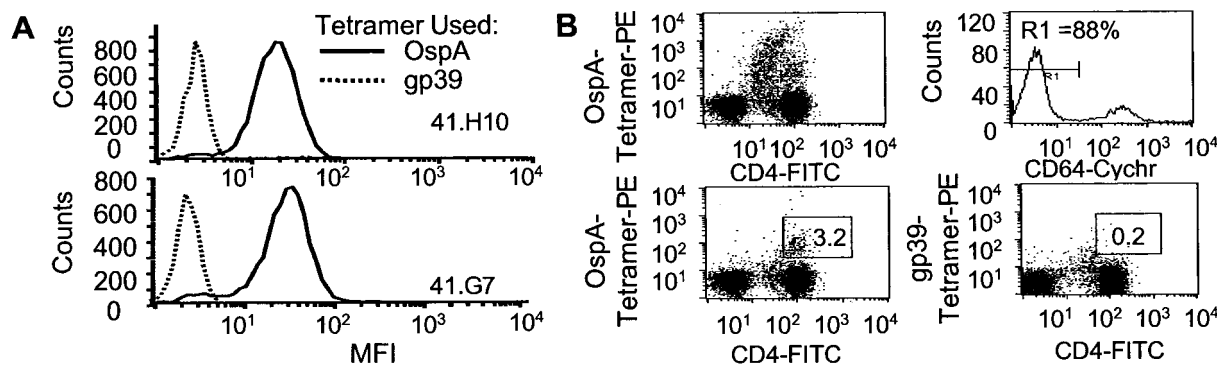 A
Tetramer Used:
OspA
gp39
Counts
800
600
400
200
0
41.H10
10¹ 10² 10³ 10⁴
Counts
800
600
400
200
0
41.G7
10¹ 10² 10³ 10⁴
MFI
B
OspA-
Tetramer-PE
10⁴
10³
10²
10¹
10¹ 10² 10³ 10⁴
CD4-FITC
Counts
120
80
40
0
R1 =88%
R1
10¹ 10² 10³ 10⁴
CD64-Cychr
OspA-
Tetramer-PE
10⁴
10³
10²
10¹
3.2
10¹ 10² 10³ 10⁴
CD4-FITC
gp39-
Tetramer-PE
10⁴
10³
10²
10¹
0.2
10¹ 10² 10³ 10⁴
CD4-FITC